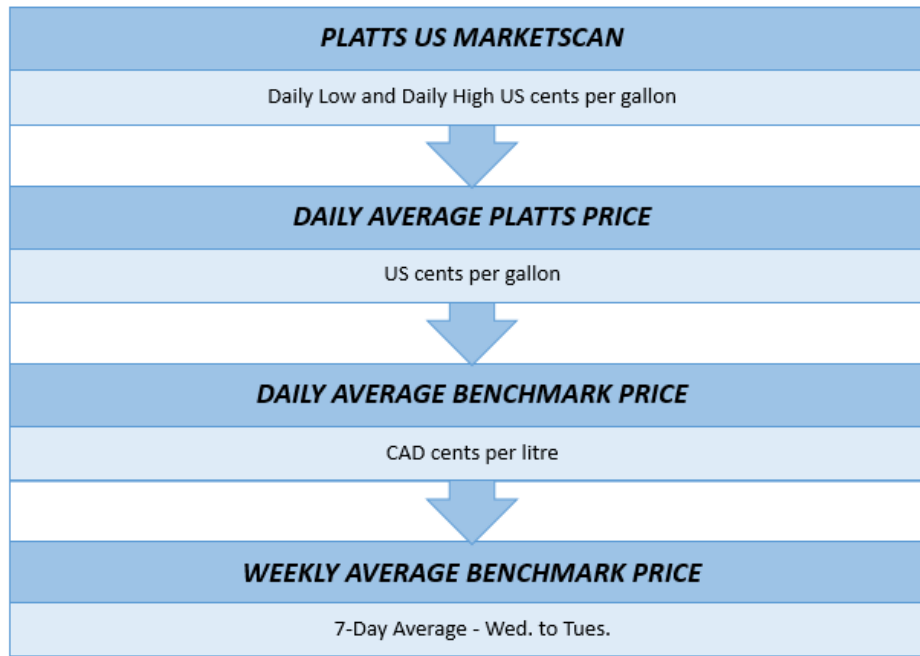 PLATTS US MARKETSCAN
Daily Low and Daily High US cents per gallon
DAILY AVERAGE PLATTS PRICE
US cents per gallon
DAILY AVERAGE BENCHMARK PRICE
CAD cents per litre
WEEKLY AVERAGE BENCHMARK PRICE
7-Day Average - Wed. to Tues.